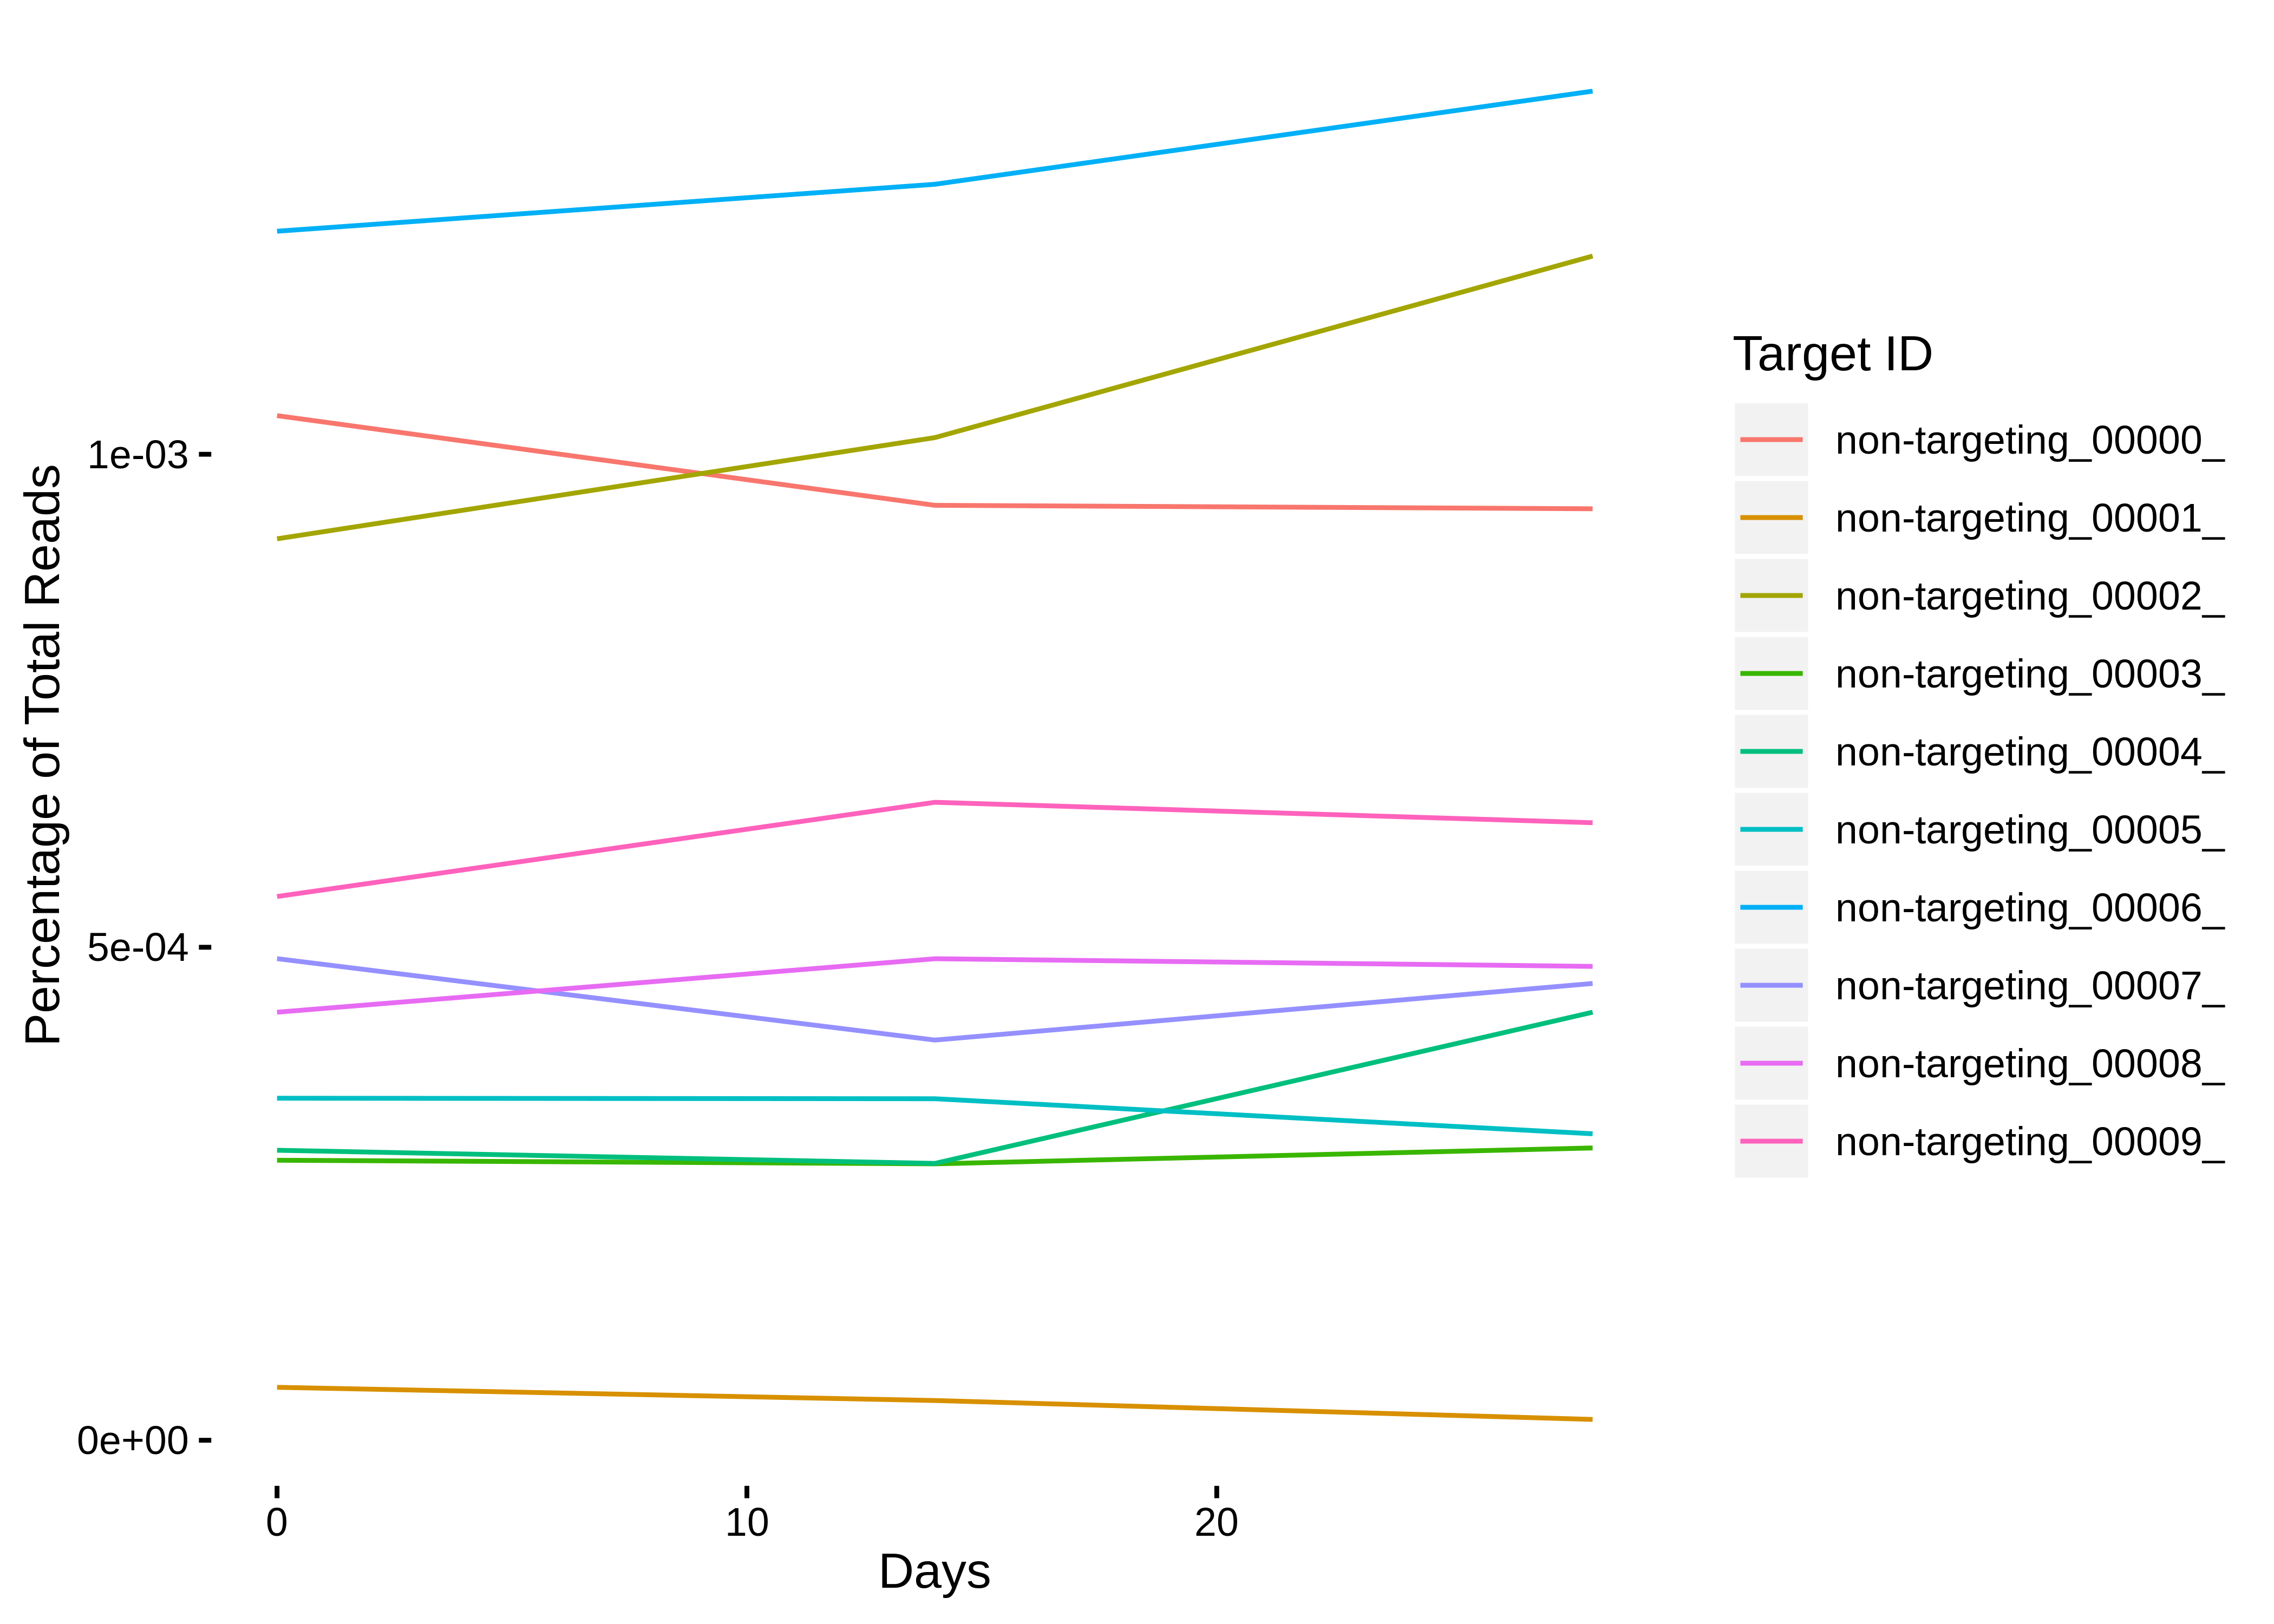 Percentage of Total Reads
1e-03
5e-04
0e+00
0
10
20
Days
Target ID
non-targeting_00000_
non-targeting_00001_
non-targeting_00002_
non-targeting_00003_
non-targeting_00004_
non-targeting_00005_
non-targeting_00006_
non-targeting_00007_
non-targeting_00008_
non-targeting_00009_